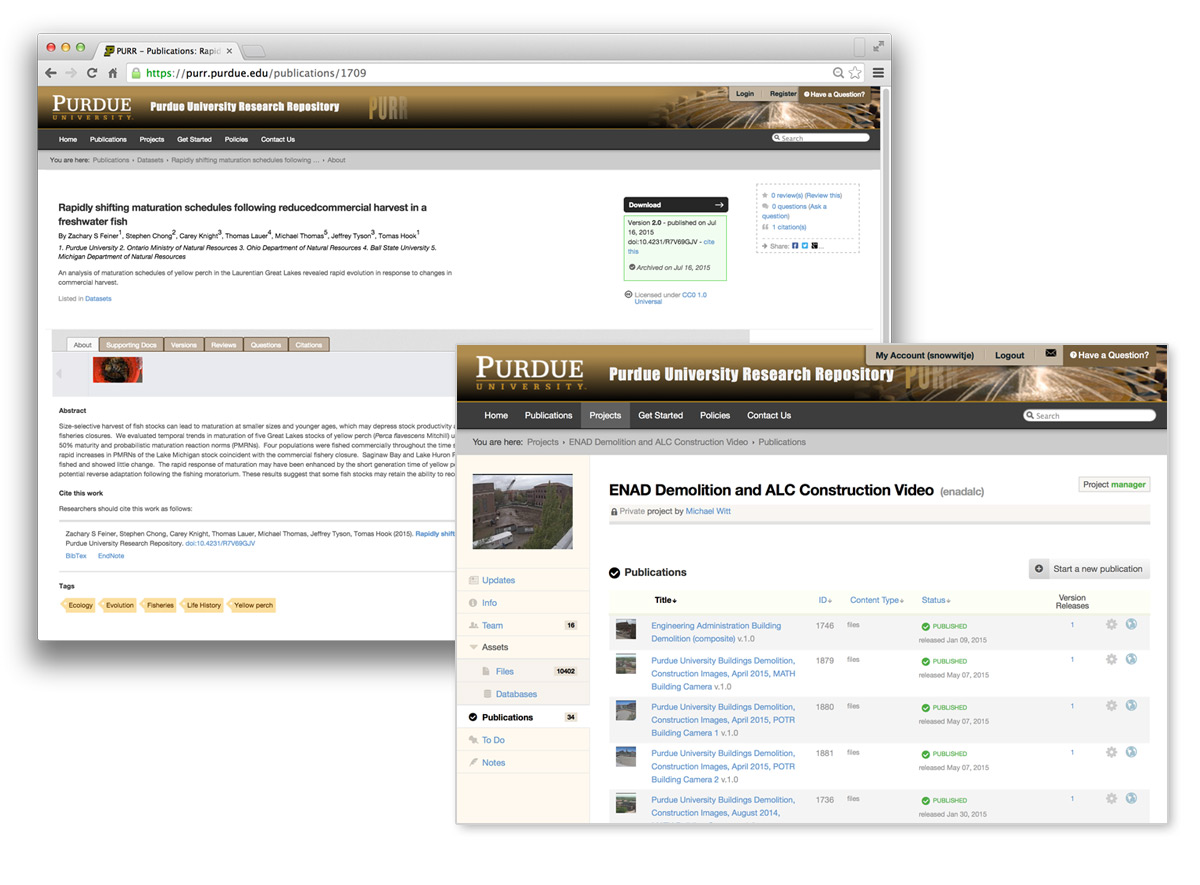 PURR – Publications: Rapid
https://purr.purdue.edu/publications/1709
PURDUE
UNIVERSITY
Purdue University Research Repository
PURR
Login
Register
Have a Question?
Home
Publications
Projects
Get Started
Policies
Contact Us
Search
You are here: Publications › Datasets › Rapidly shifting maturation schedules following ... › About
Rapidly shifting maturation schedules following reducedcommercial harvest in a
freshwater fish
By Zachary S Feiner1, Stephen Chong2, Carey Knight3, Thomas Lauer4, Michael Thomas5, Jeffrey Tyson3, Tomas Hook1
1. Purdue University 2. Ontario Ministry of Natural Resources 3. Ohio Department of Natural Resources 4. Ball State University 5.
Michigan Department of Natural Resources
An analysis of maturation schedules of yellow perch in the Laurentian Great Lakes revealed rapid evolution in response to changes in
commercial harvest.
Listed in Datasets
Download
Version 2.0 - published on Jul
16, 2015
doi:10.4231/R7V69GJV - cite
this
Archived on Jul 16, 2015
Licensed under CC0 1.0
Universal
0 review(s) (Review this)
0 questions (Ask a
question)
1 citation(s)
Share:
...
About
Supporting Docs
Versions
Reviews
Questions
Citations
Abstract
Size-selective harvest of fish stocks can lead to maturation at smaller sizes and younger ages, which may depress stock productivity
fisheries closures. We evaluated temporal trends in maturation of five Great Lakes stocks of yellow perch (Perca flavescens Mitchill) u
50% maturity and probabilistic maturation reaction norms (PMRNs). Four populations were fished commercially throughout the time s
rapid increases in PMRNs of the Lake Michigan stock coincident with the commercial fishery closure. Saginaw Bay and Lake Huron
fished and showed little change. The rapid response of maturation may have been enhanced by the short generation time of yellow p
potential reverse adaptation following the fishing moratorium. These results suggest that some fish stocks may retain the ability to rec
Cite this work
Researchers should cite this work as follows:
Zachary S Feiner, Stephen Chong, Carey Knight, Thomas Lauer, Michael Thomas, Jeffrey Tyson, Tomas Hook (2015). Rapidly shift
Purdue University Research Repository. doi:10.4231/R7V69GJV
BibTex
EndNote
Tags
Ecology
Evolution
Fisheries
Life History
Yellow perch
PURDUE
UNIVERSITY
Purdue University Research Repository
PURR
My Account (snowwitje)
Logout
Have a Question?
Home
Publications
Projects
Get Started
Policies
Contact Us
Search
You are here: Projects › ENAD Demolition and ALC Construction Video › Publications
ENAD Demolition and ALC Construction Video (enadalc)
Project manager
Private project by Michael Witt
Updates
Info
Team 16
Assets
Files 10402
Databases
Publications 34
To Do
Notes
Publications
Start a new publication
Title
ID
Content Type
Status
Version
Releases
Engineering Administration Building
Demolition (composite) v.1.0
1746
files
PUBLISHED
released Jan 09, 2015
1
Purdue University Buildings Demolition,
Construction Images, April 2015, MATH
Building Camera v.1.0
1879
files
PUBLISHED
released May 07, 2015
1
Purdue University Buildings Demolition,
Construction Images, April 2015, POTR
Building Camera 1 v.1.0
1880
files
PUBLISHED
released May 07, 2015
1
Purdue University Buildings Demolition,
Construction Images, April 2015, POTR
Building Camera 2 v.1.0
1881
files
PUBLISHED
released May 07, 2015
1
Purdue University Buildings Demolition,
Construction Images, August 2014,
1736
files
PUBLISHED
released Jan 30, 2015
1